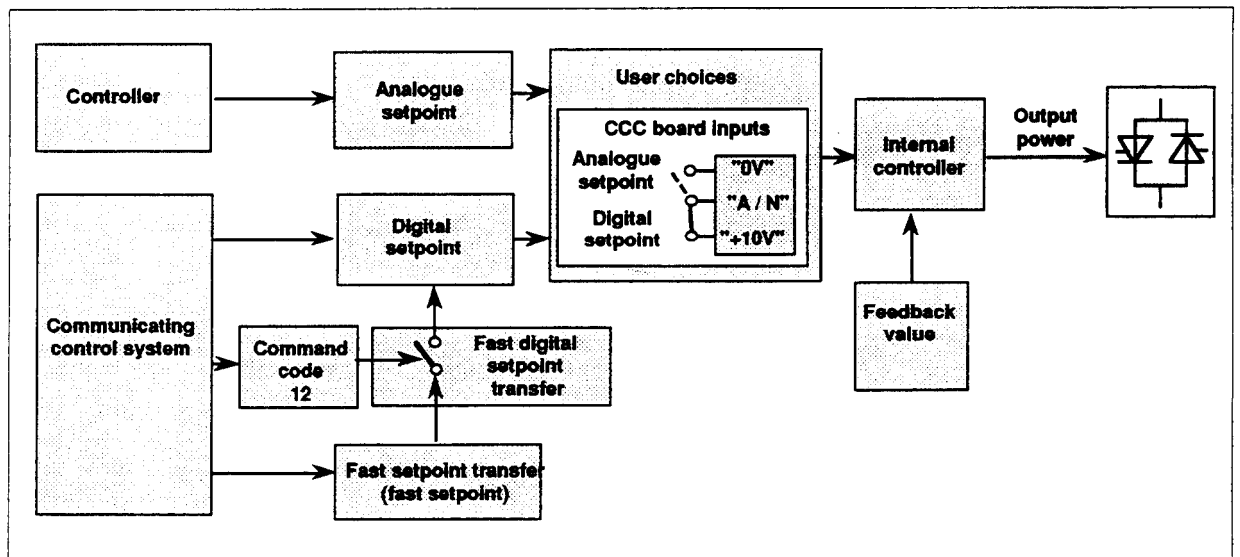 Controller
Analogue
setpoint
User choices
CCC board inputs
Analogue
setpoint
Digital
setpoint
"0V"
"A / N"
"+10V"
Internal
controller
Output
power
Digital
setpoint
Communicating
control system
Command
code
12
Fast digital
setpoint
transfer
Feedback
value
Fast setpoint transfer
(fast setpoint)